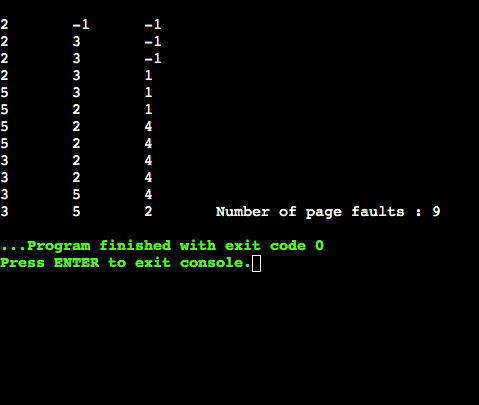 2 -1 -1
2 3 -1
2 3 -1
2 3 1
5 3 1
5 2 1
5 2 4
5 2 4
3 2 4
3 2 4
3 5 4
3 5 2 Number of page faults : 9
...Program finished with exit code 0
Press ENTER to exit console.